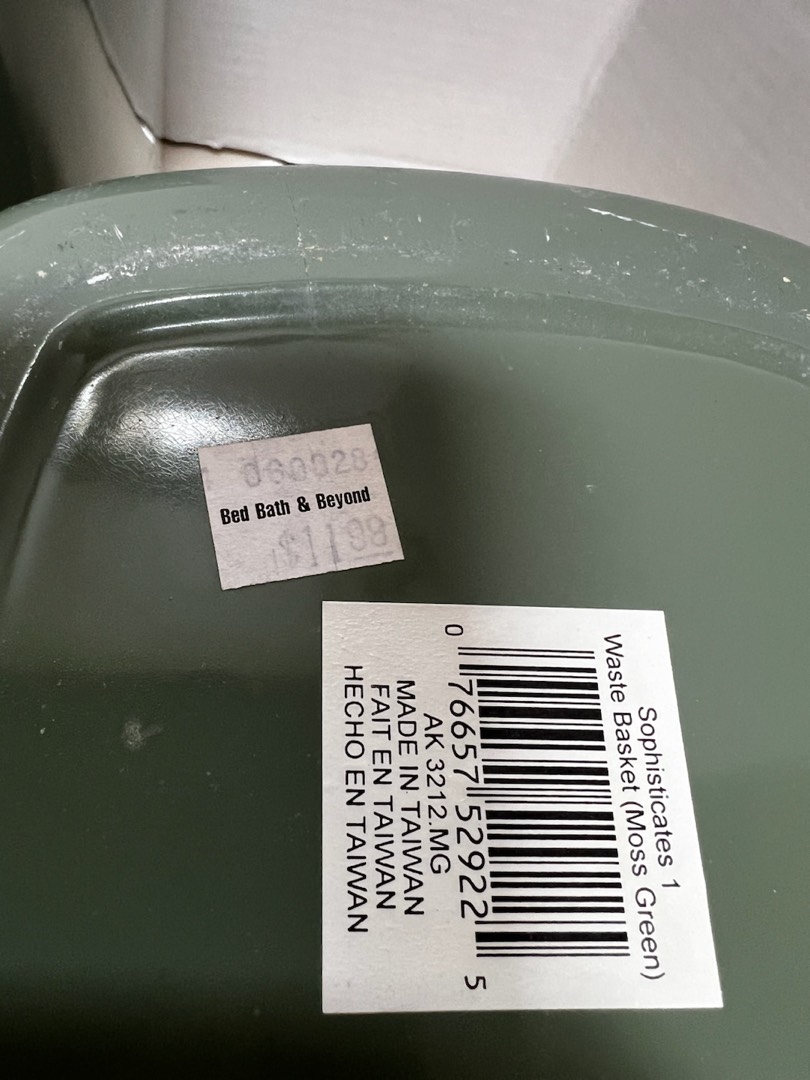 060028
Bed Bath & Beyond
$11.99
Sophisticates 1
Waste Basket (Moss Green)
0 76657 52922 5
AK 3212.MG
MADE IN TAIWAN
FAIT EN TAIWAN
HECHO EN TAIWAN